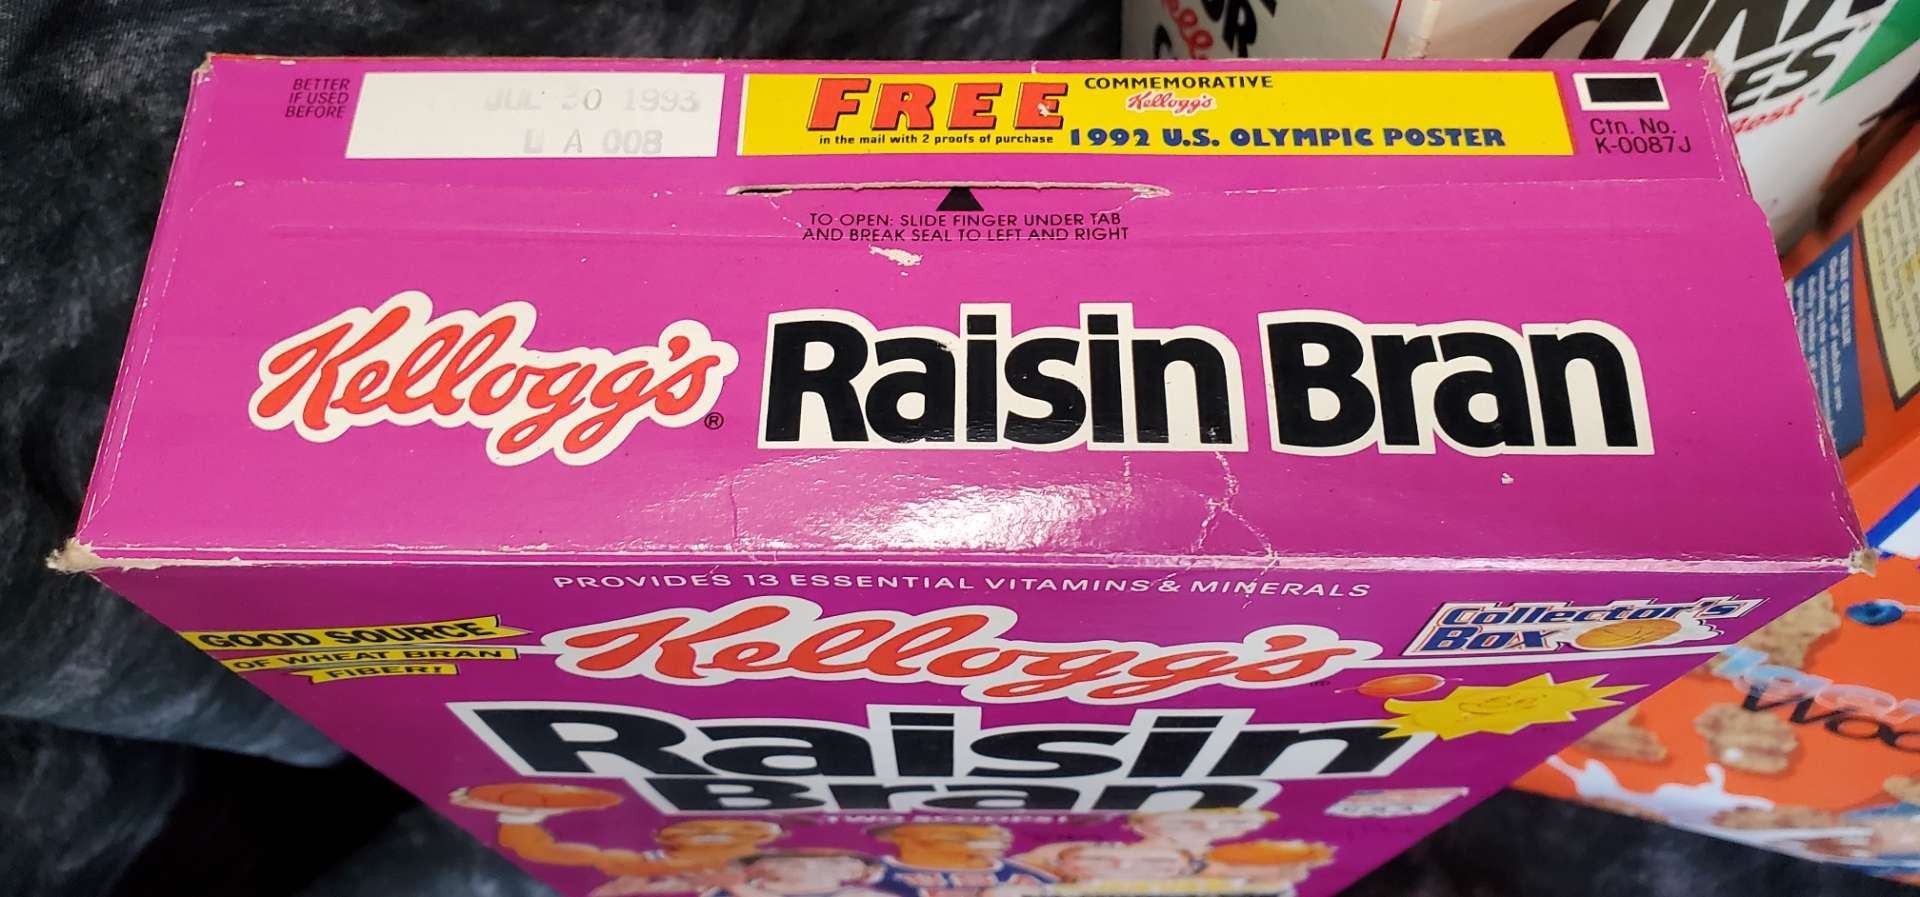 BETTER
IF USED
BEFORE
JUL 30 1993
A 008
FREE
in the mail with 2 proofs of purchase
COMMEMORATIVE
Kellogg's
1992 U.S. OLYMPIC POSTER
Ctn. No.
K-0087J
TO OPEN: SLIDE FINGER UNDER TAB
AND BREAK SEAL TO LEFT AND RIGHT
Kellogg's® Raisin Bran
PROVIDES 13 ESSENTIAL VITAMINS & MINERALS
GOOD SOURCE
OF WHEAT BRAN
FIBER!
Kellogg's
Collector's
Box
Raisin
Bran
TWO SCOOPS!